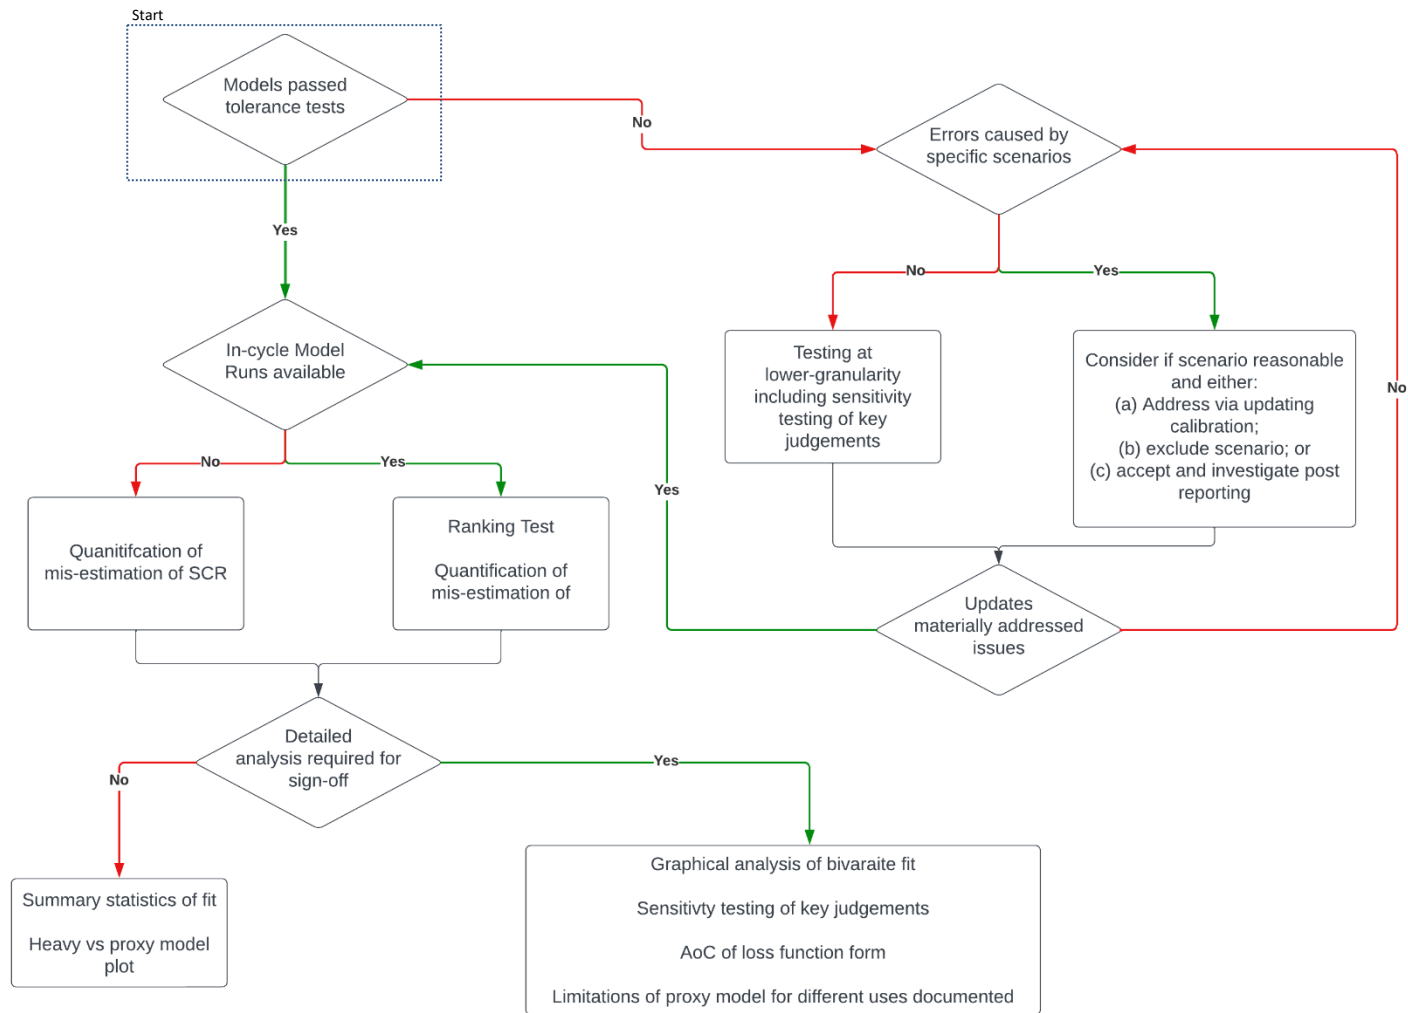 Start
Models passed
tolerance tests
No
Errors caused by
specific scenarios
Yes
No
Yes
In-cycle Model
Runs available
Testing at
lower-granularity
including sensitivity
testing of key
judgements
Consider if scenario reasonable
and either:
(a) Address via updating
calibration;
(b) exclude scenario; or
(c) accept and investigate post
reporting
No
No
Yes
Yes
Quanitifcation of
mis-estimation of SCR
Ranking Test
Quantification of
mis-estimation of
Updates
materially addressed
issues
Detailed
analysis required for
sign-off
No
Yes
Summary statistics of fit
Heavy vs proxy model
plot
Graphical analysis of bivaraite fit
Sensitivty testing of key judgements
AoC of loss function form
Limitations of proxy model for different uses documented